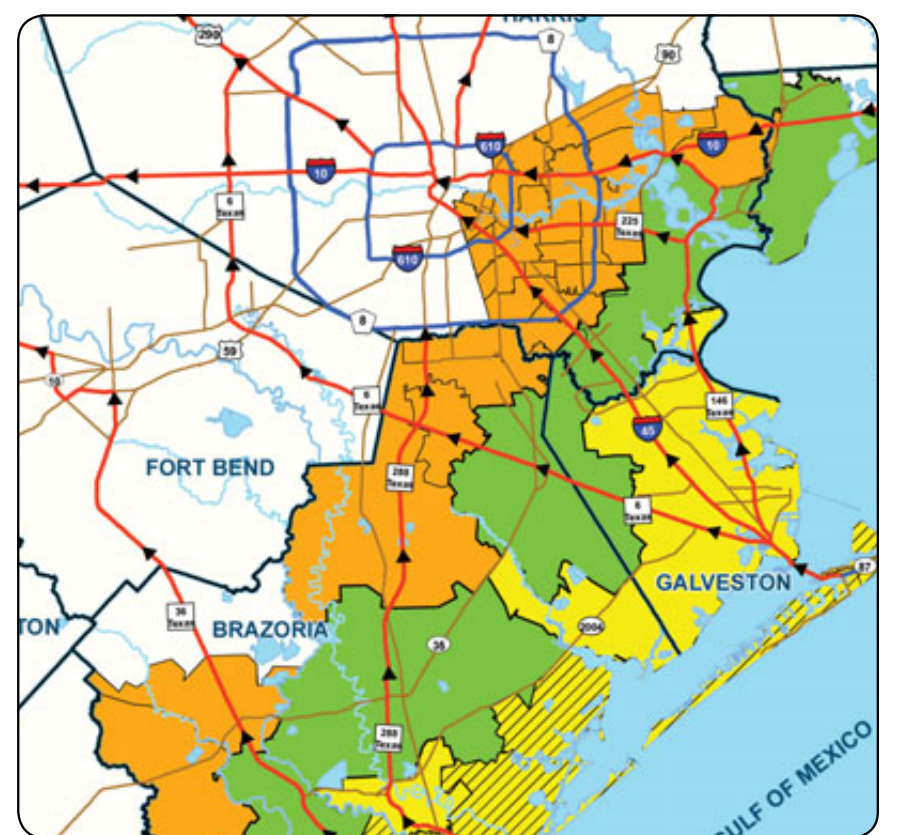 HARRIS
290
8
90
610
10
10
6
Texas
225
Texas
610
8
59
10
6
Texas
146
Texas
45
FORT BEND
288
Texas
6
Texas
87
GALVESTON
36
Texas
TON
BRAZORIA
2004
35
288
Texas
GULF OF MEXICO